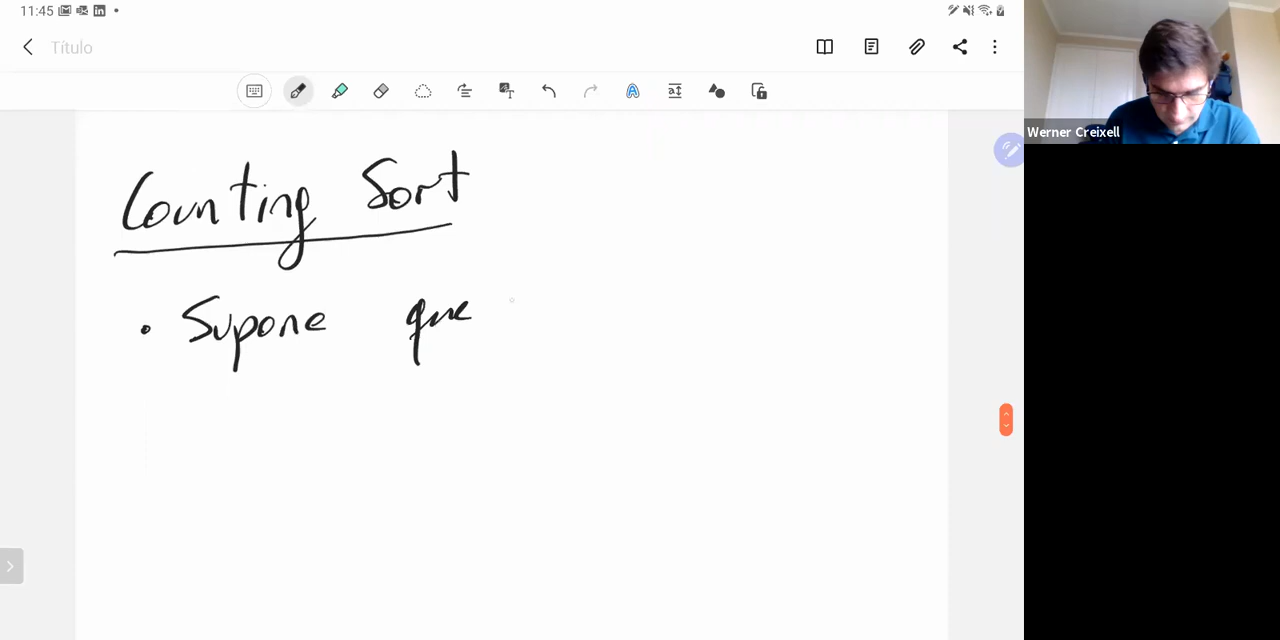 11:45
Título
Werner Creixell
Counting Sort
• Supone que